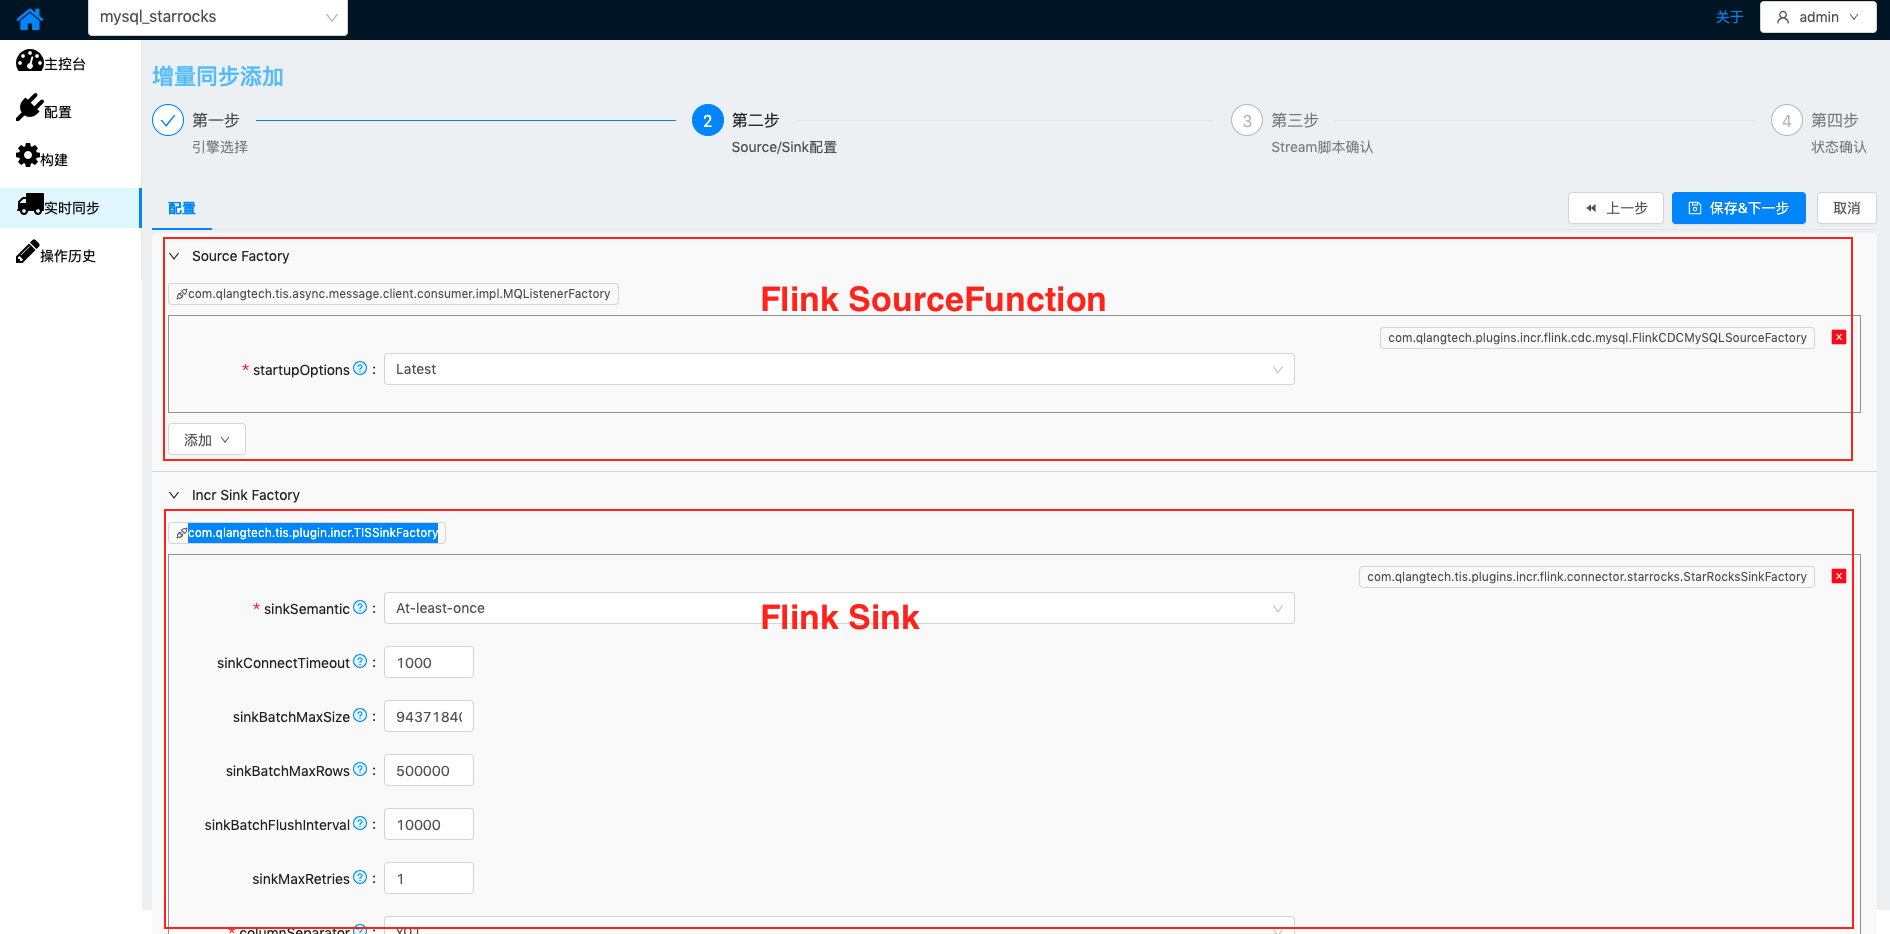 mysql_starrocks
关于
admin
主控台
配置
构建
实时同步
操作历史
增量同步添加
第一步
引擎选择
2
第二步
Source/Sink配置
3
第三步
Stream脚本确认
4
第四步
状态确认
配置
上一步
保存&下一步
取消
Source Factory
com.qlangtech.tis.async.message.client.consumer.impl.MQListenerFactory
Flink SourceFunction
com.qlangtech.plugins.incr.flink.cdc.mysql.FlinkCDCMySQLSourceFactory
* startupOptions ? : Latest
添加
Incr Sink Factory
com.qlangtech.tis.plugin.incr.TISSinkFactory
com.qlangtech.tis.plugins.incr.flink.connector.starrocks.StarRocksSinkFactory
* sinkSemantic ? : At-least-once
Flink Sink
sinkConnectTimeout ? : 1000
sinkBatchMaxSize ? : 9437184
sinkBatchMaxRows ? : 500000
sinkBatchFlushInterval ? : 10000
sinkMaxRetries ? : 1
* columnSeparator ? : x01